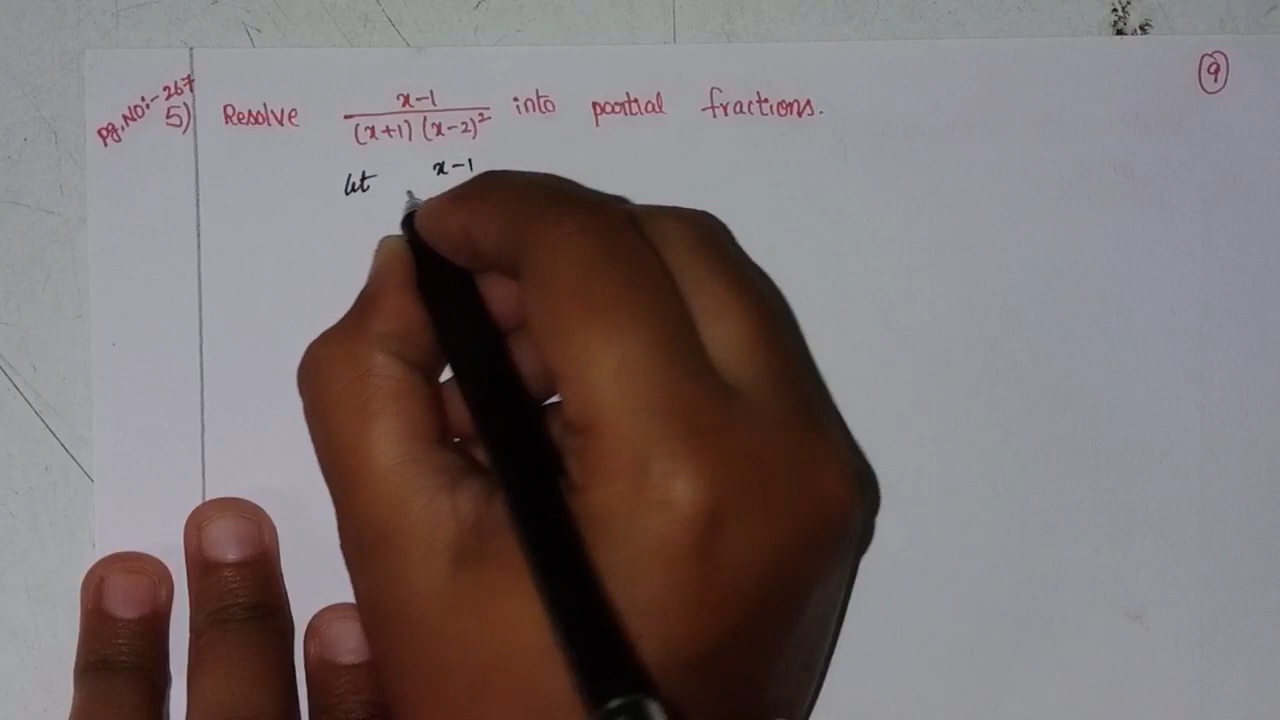 pg.No:- 267
5) Resolve x-1 / (x+1) (x-2)² into partial fractions.
9
let x-1